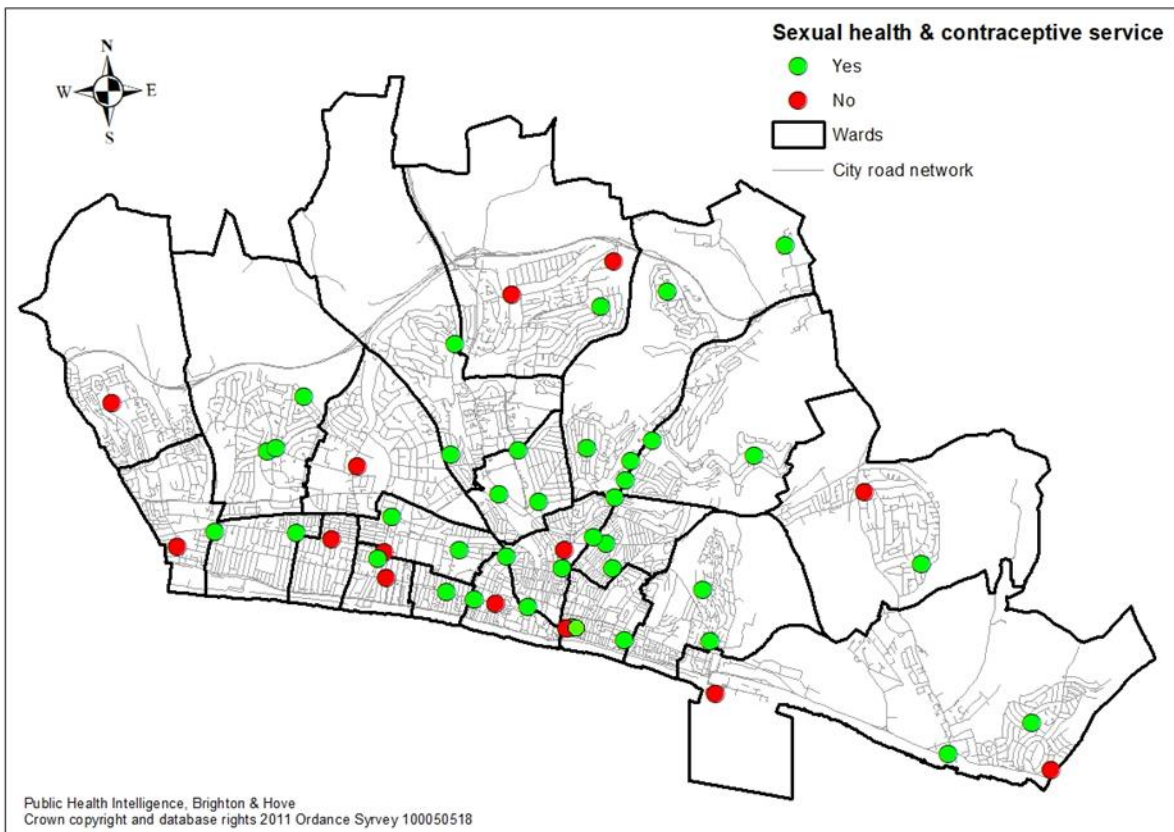 Sexual health & contraceptive service
Yes
No
Wards
City road network
N
W E
S
Public Health Intelligence, Brighton & Hove
Crown copyright and database rights 2011 Ordance Syrvey 100050518